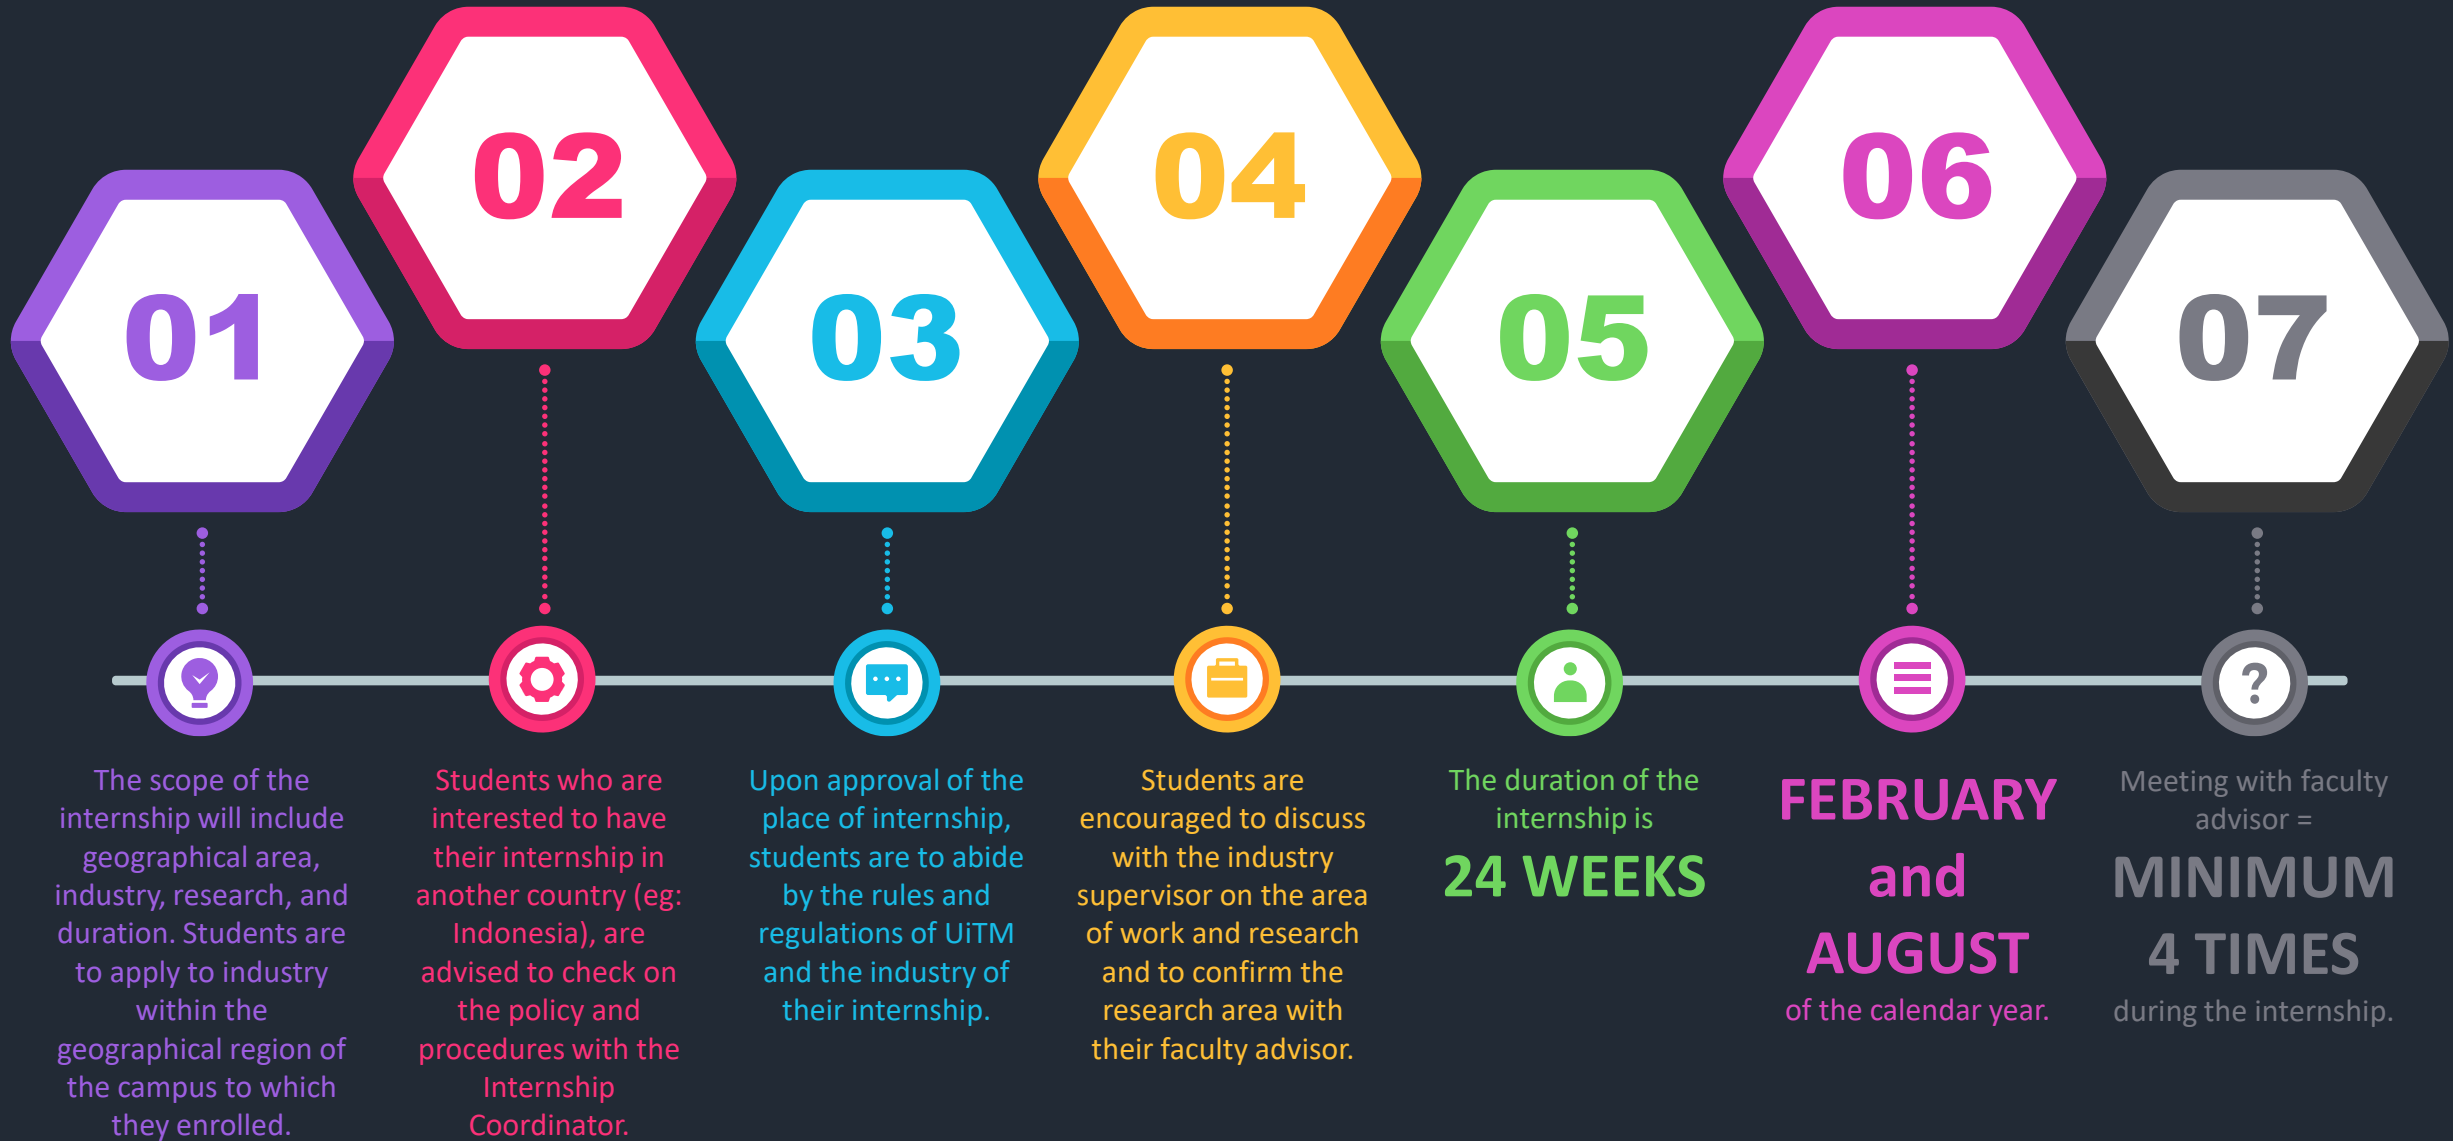 01
02
03
04
05
06
07
The scope of the
internship will include
geographical area,
industry, research, and
duration. Students are
to apply to industry
within the
geographical region of
the campus to which
they enrolled.
Students who are
interested to have
their internship in
another country (eg:
Indonesia), are
advised to check on
the policy and
procedures with the
Internship
Coordinator.
Upon approval of the
place of internship,
students are to abide
by the rules and
regulations of UiTM
and the industry of
their internship.
Students are
encouraged to discuss
with the industry
supervisor on the area
of work and research
and to confirm the
research area with
their faculty advisor.
The duration of the
internship is
24 WEEKS
FEBRUARY
and
AUGUST
of the calendar year.
Meeting with faculty
advisor =
MINIMUM
4 TIMES
during the internship.